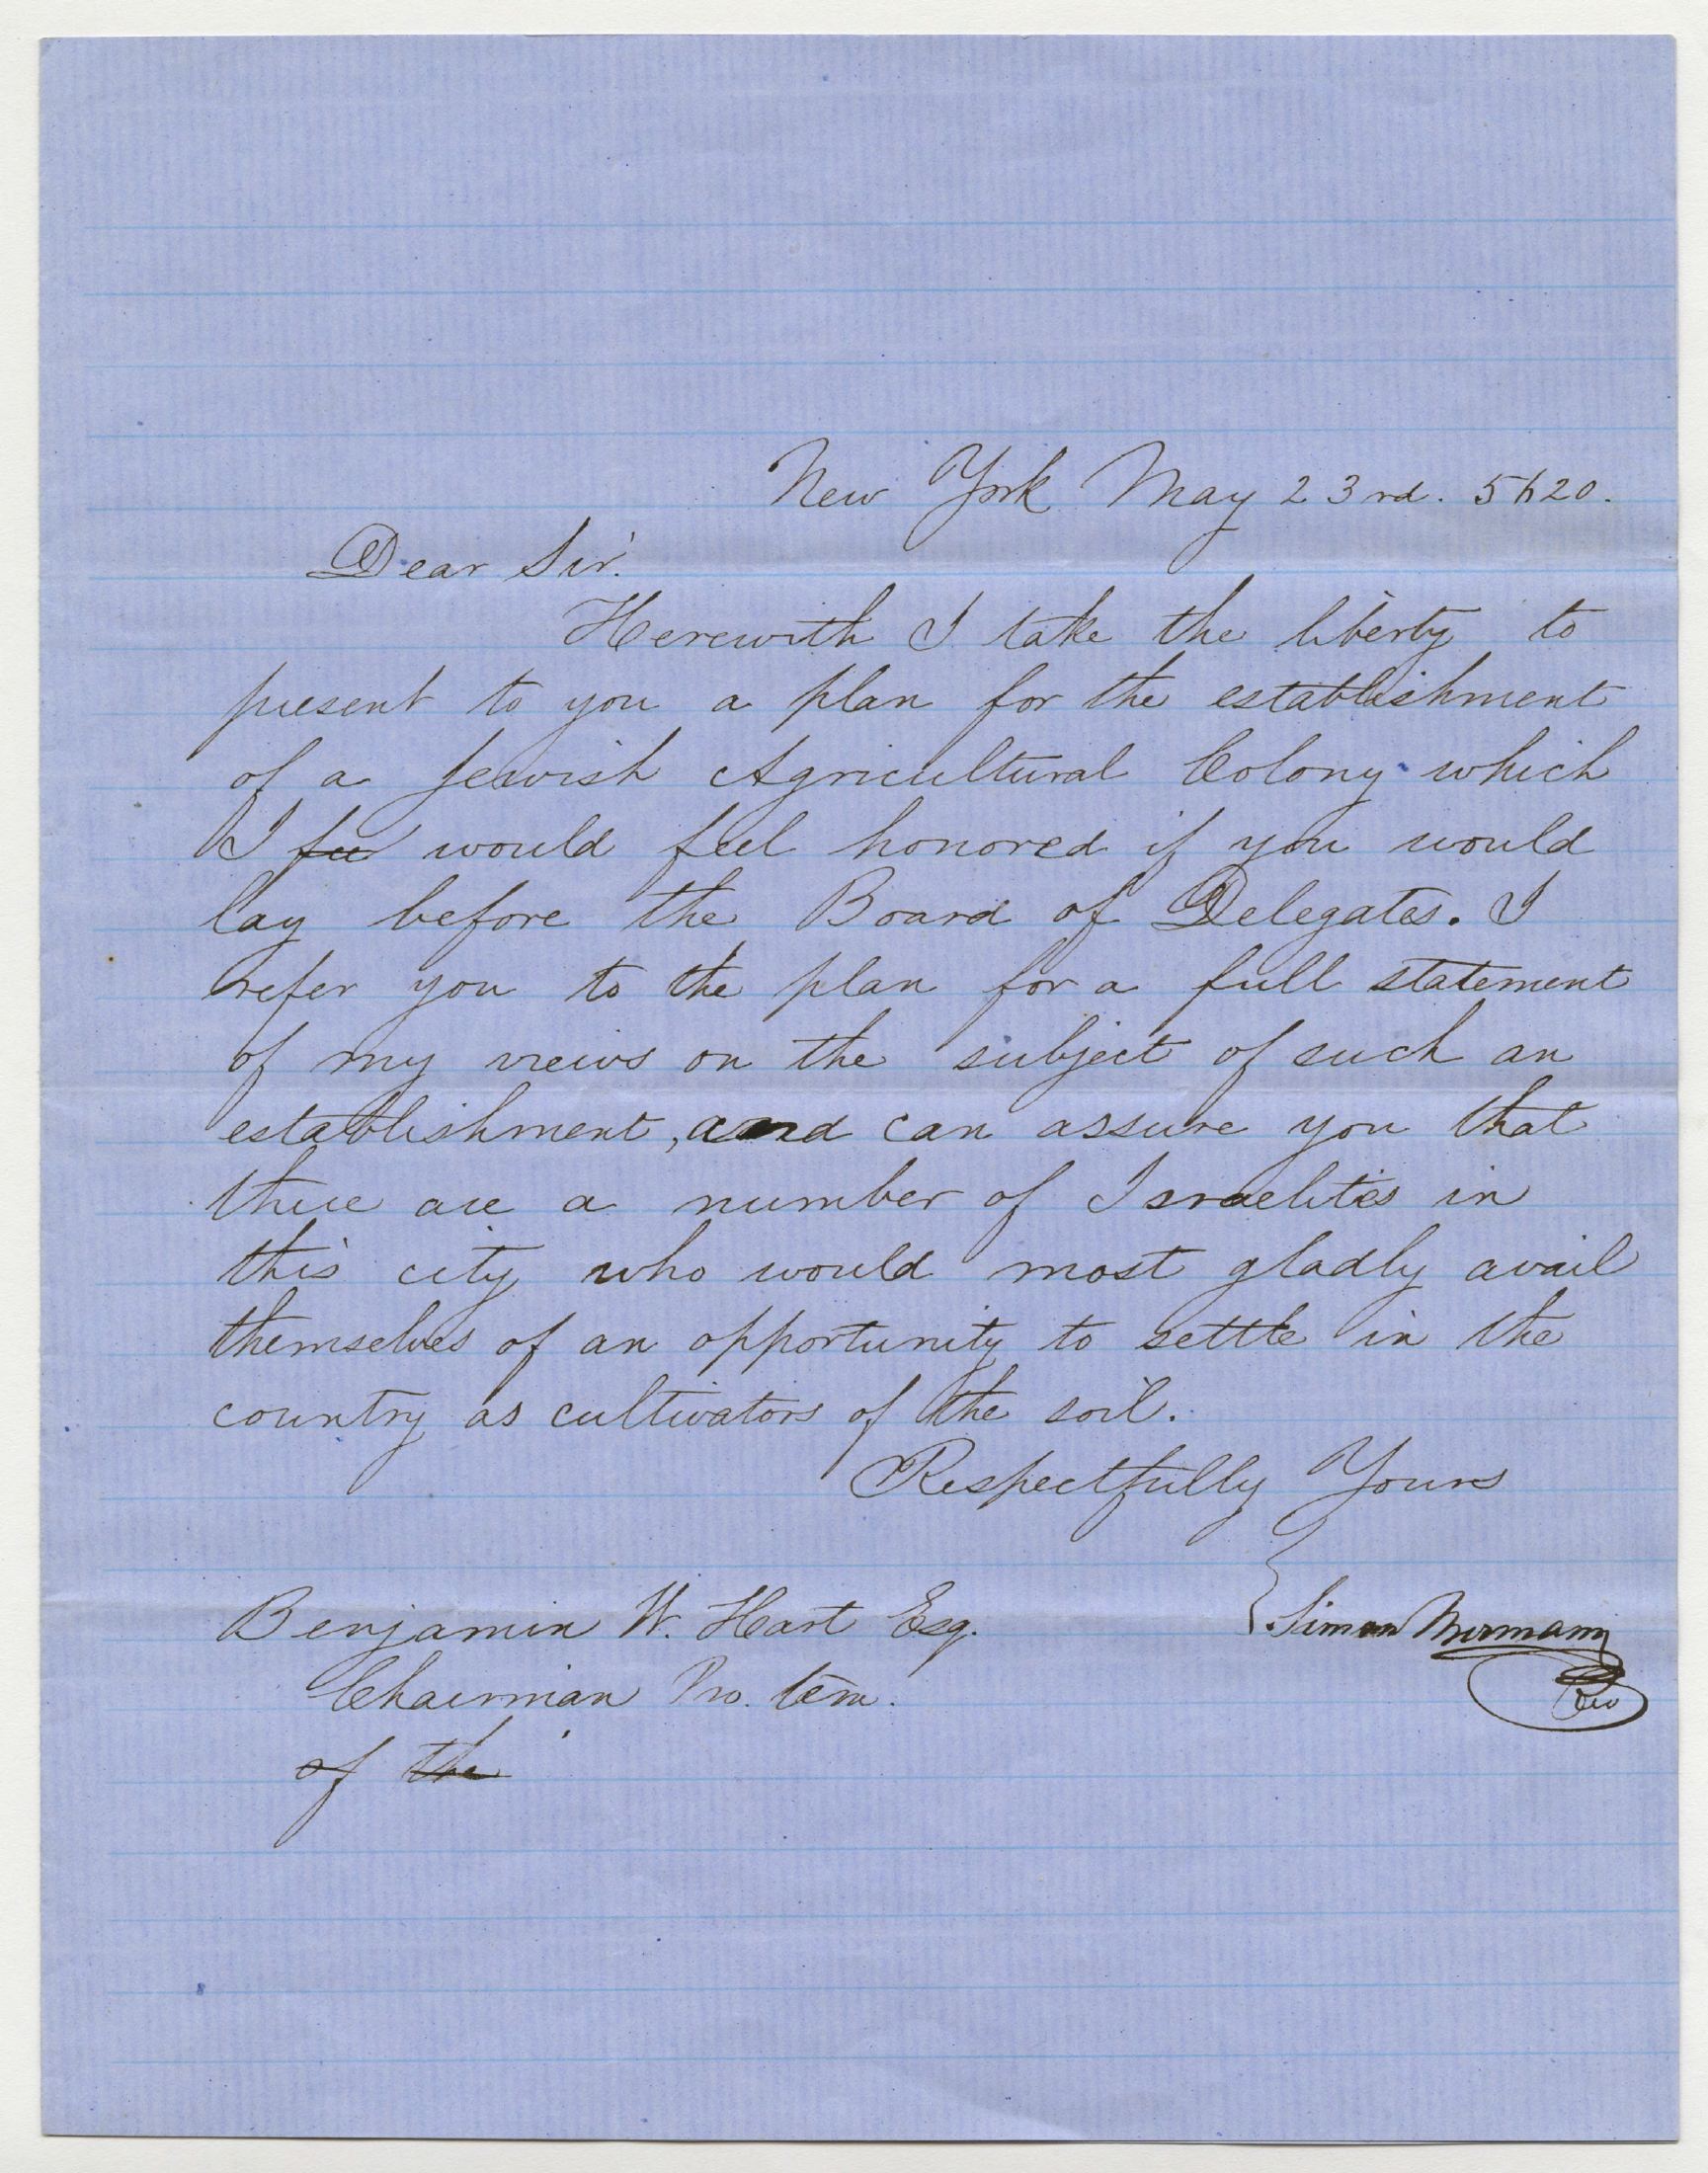 New York May 23rd. 5620.
Dear Sir.
Herewith I take the liberty to
present to you a plan for the establishment
of a Jewish Agricultural Colony which
I fee would feel honored if you would
lay before the Board of Delegates. I
refer you to the plan for a full statement
of my views on the subject of such an
establishment, and can assure you that
there are a number of Israelites in
this city who would most gladly avail
themselves of an opportunity to settle in the
country as cultivators of the soil.
Respectfully Yours
Simon
Benjamin W. Hart Esq.
Chairman Pro. tem.
of the